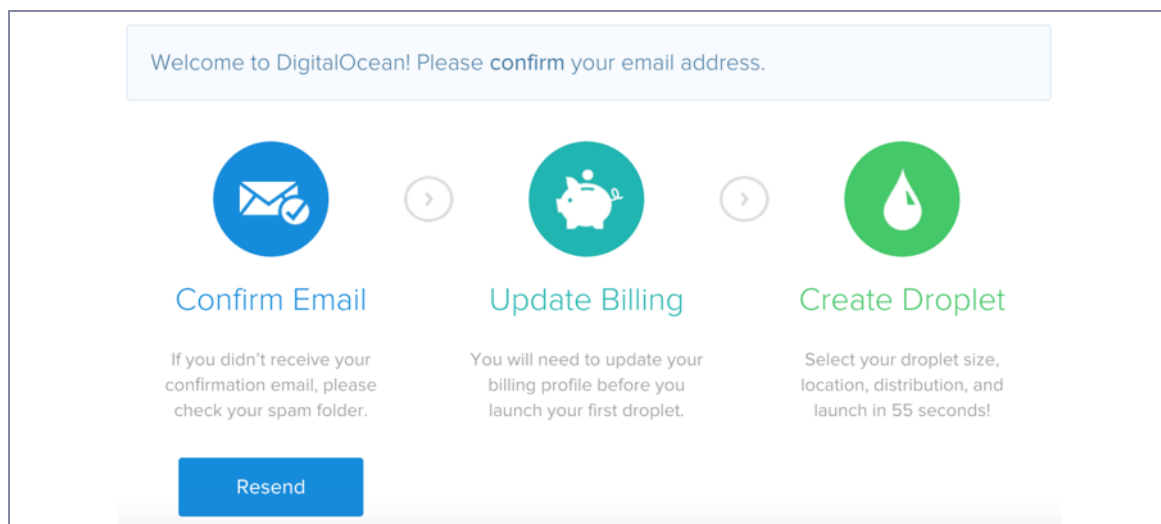 Welcome to DigitalOcean! Please confirm your email address.
Confirm Email
If you didn't receive your
confirmation email, please
check your spam folder.
Resend
Update Billing
You will need to update your
billing profile before you
launch your first droplet.
Create Droplet
Select your droplet size,
location, distribution, and
launch in 55 seconds!